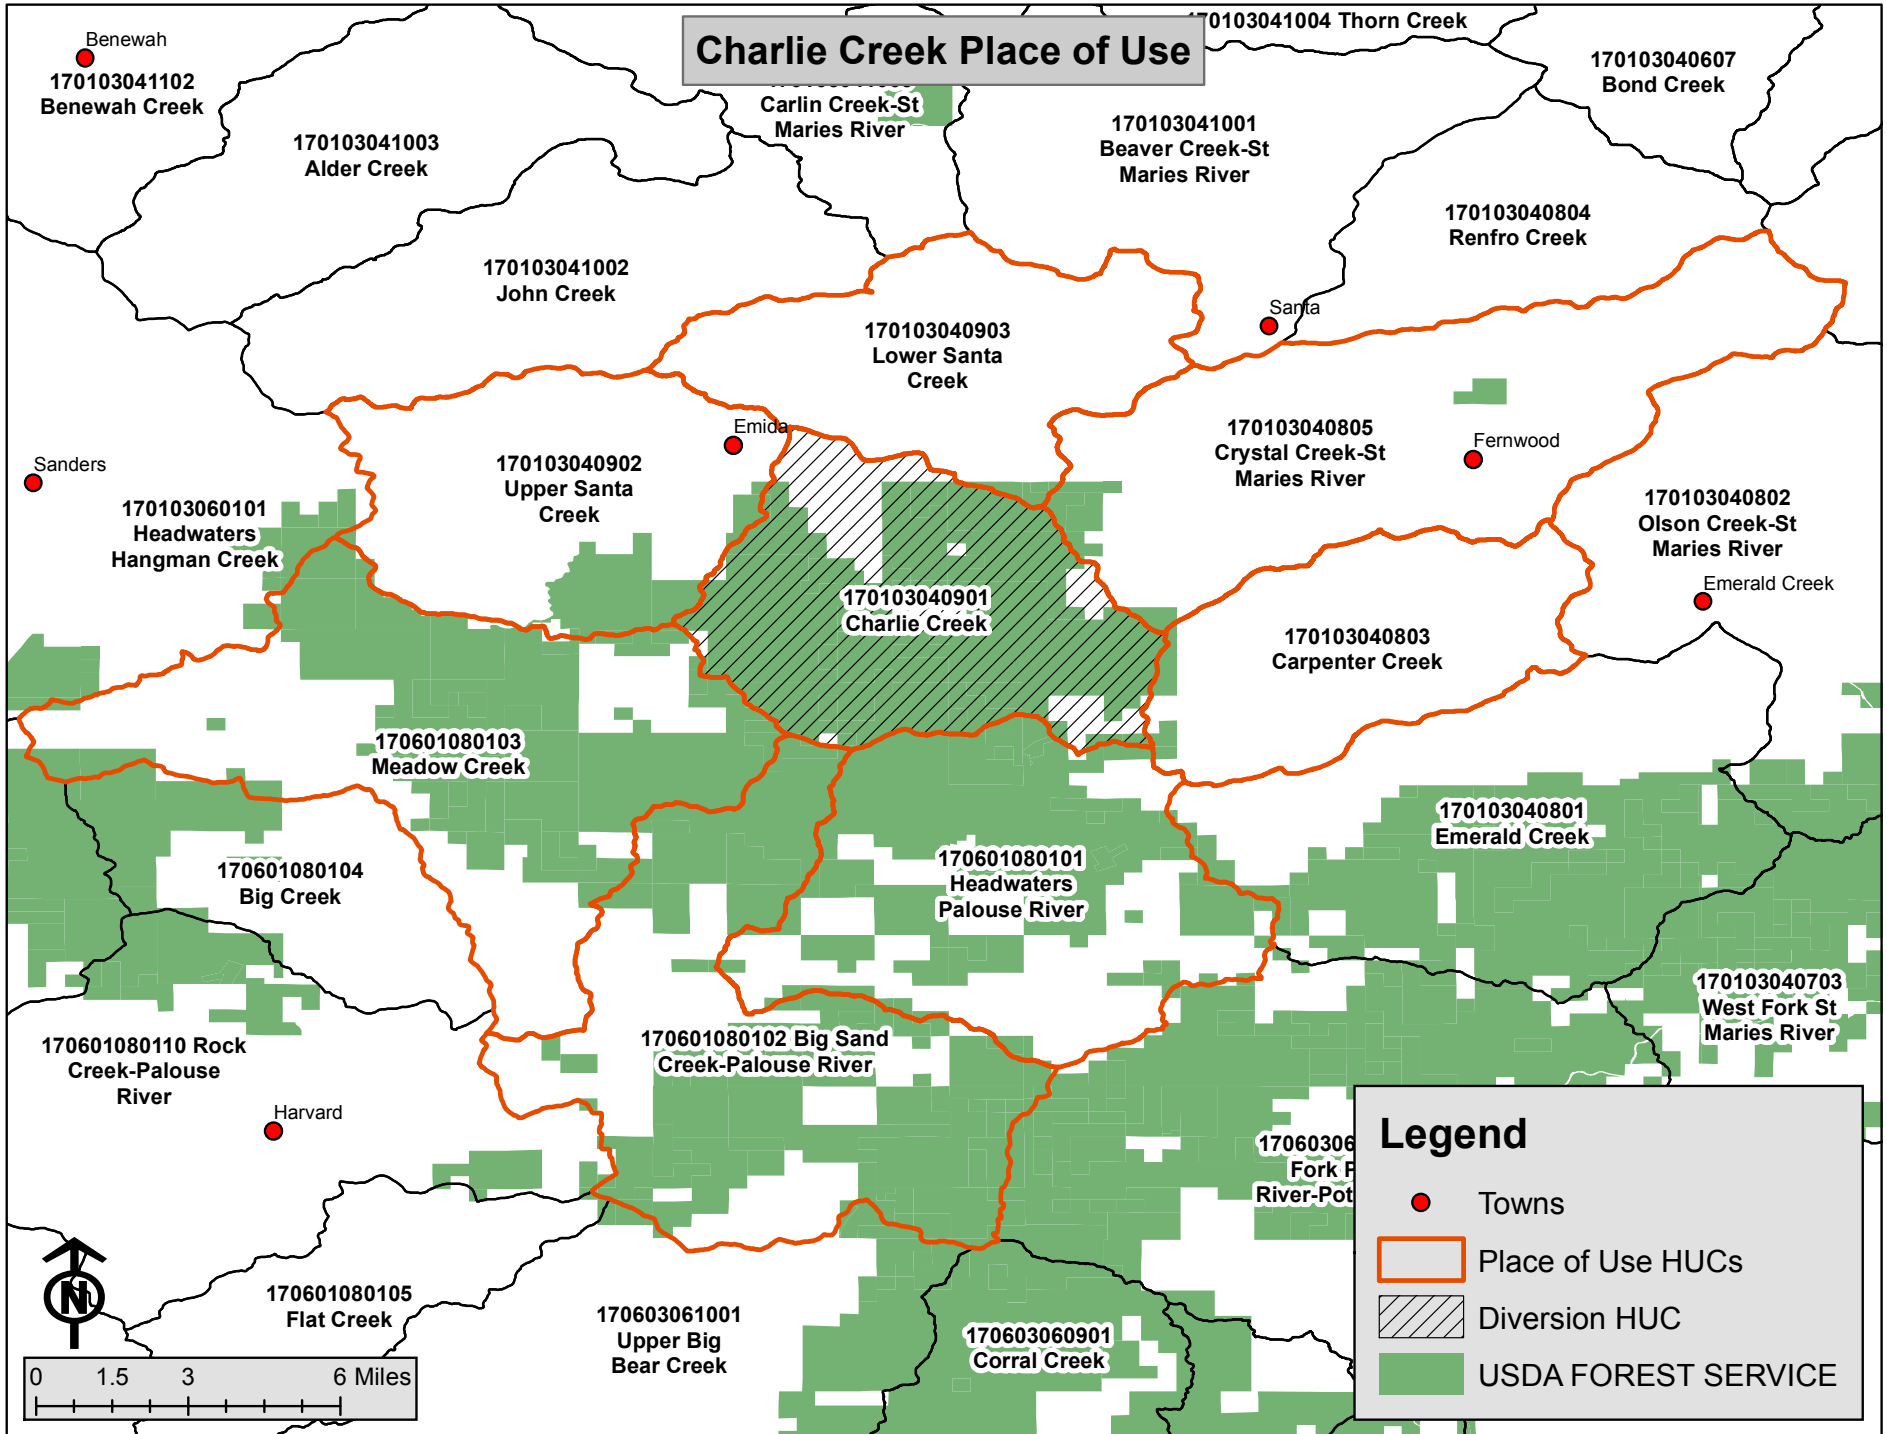 Charlie Creek Place of Use
Benewah
170103041102
Benewah Creek
170103041003
Alder Creek
Carlin Creek-St
Maries River
170103041004 Thorn Creek
170103041001
Beaver Creek-St
Maries River
170103040607
Bond Creek
170103040804
Renfro Creek
170103041002
John Creek
170103040903
Lower Santa
Creek
Santa
Emida
170103040902
Upper Santa
Creek
Sanders
170103060101
Headwaters
Hangman Creek
170103040805
Crystal Creek-St
Maries River
Fernwood
170103040802
Olson Creek-St
Maries River
Emerald Creek
170103040901
Charlie Creek
170103040803
Carpenter Creek
170601080103
Meadow Creek
170601080104
Big Creek
170601080101
Headwaters
Palouse River
170103040801
Emerald Creek
170103040703
West Fork St
Maries River
170601080110 Rock
Creek-Palouse
River
Harvard
170601080102 Big Sand
Creek-Palouse River
17060306
Fork
River-Pot
170601080105
Flat Creek
170603061001
Upper Big
Bear Creek
170603060901
Corral Creek
N
0 1.5 3 6 Miles
Legend
Towns
Place of Use HUCs
Diversion HUC
USDA FOREST SERVICE